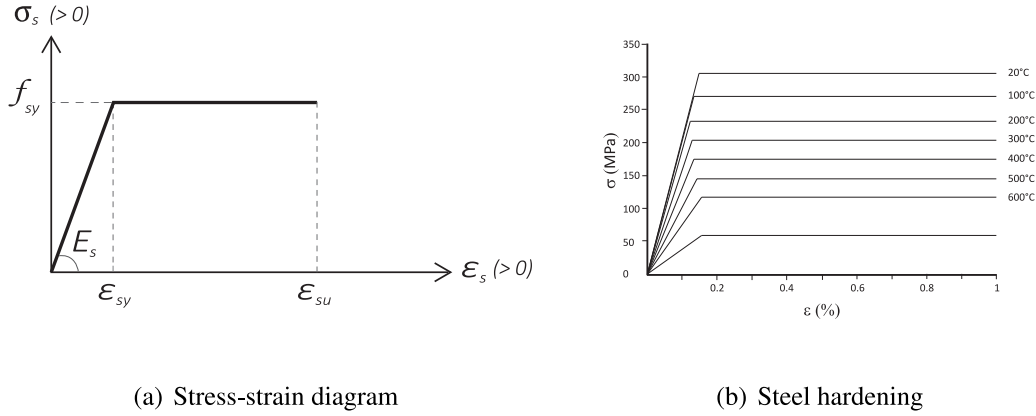 σs (> 0)
fsy
Es
εs (> 0)
εsy
εsu
350
300
250
200
150
100
50
0
σ (MPa)
20°C
100°C
200°C
300°C
400°C
500°C
600°C
0.2
0.4
0.6
0.8
1
ε (%)
(a) Stress-strain diagram
(b) Steel hardening